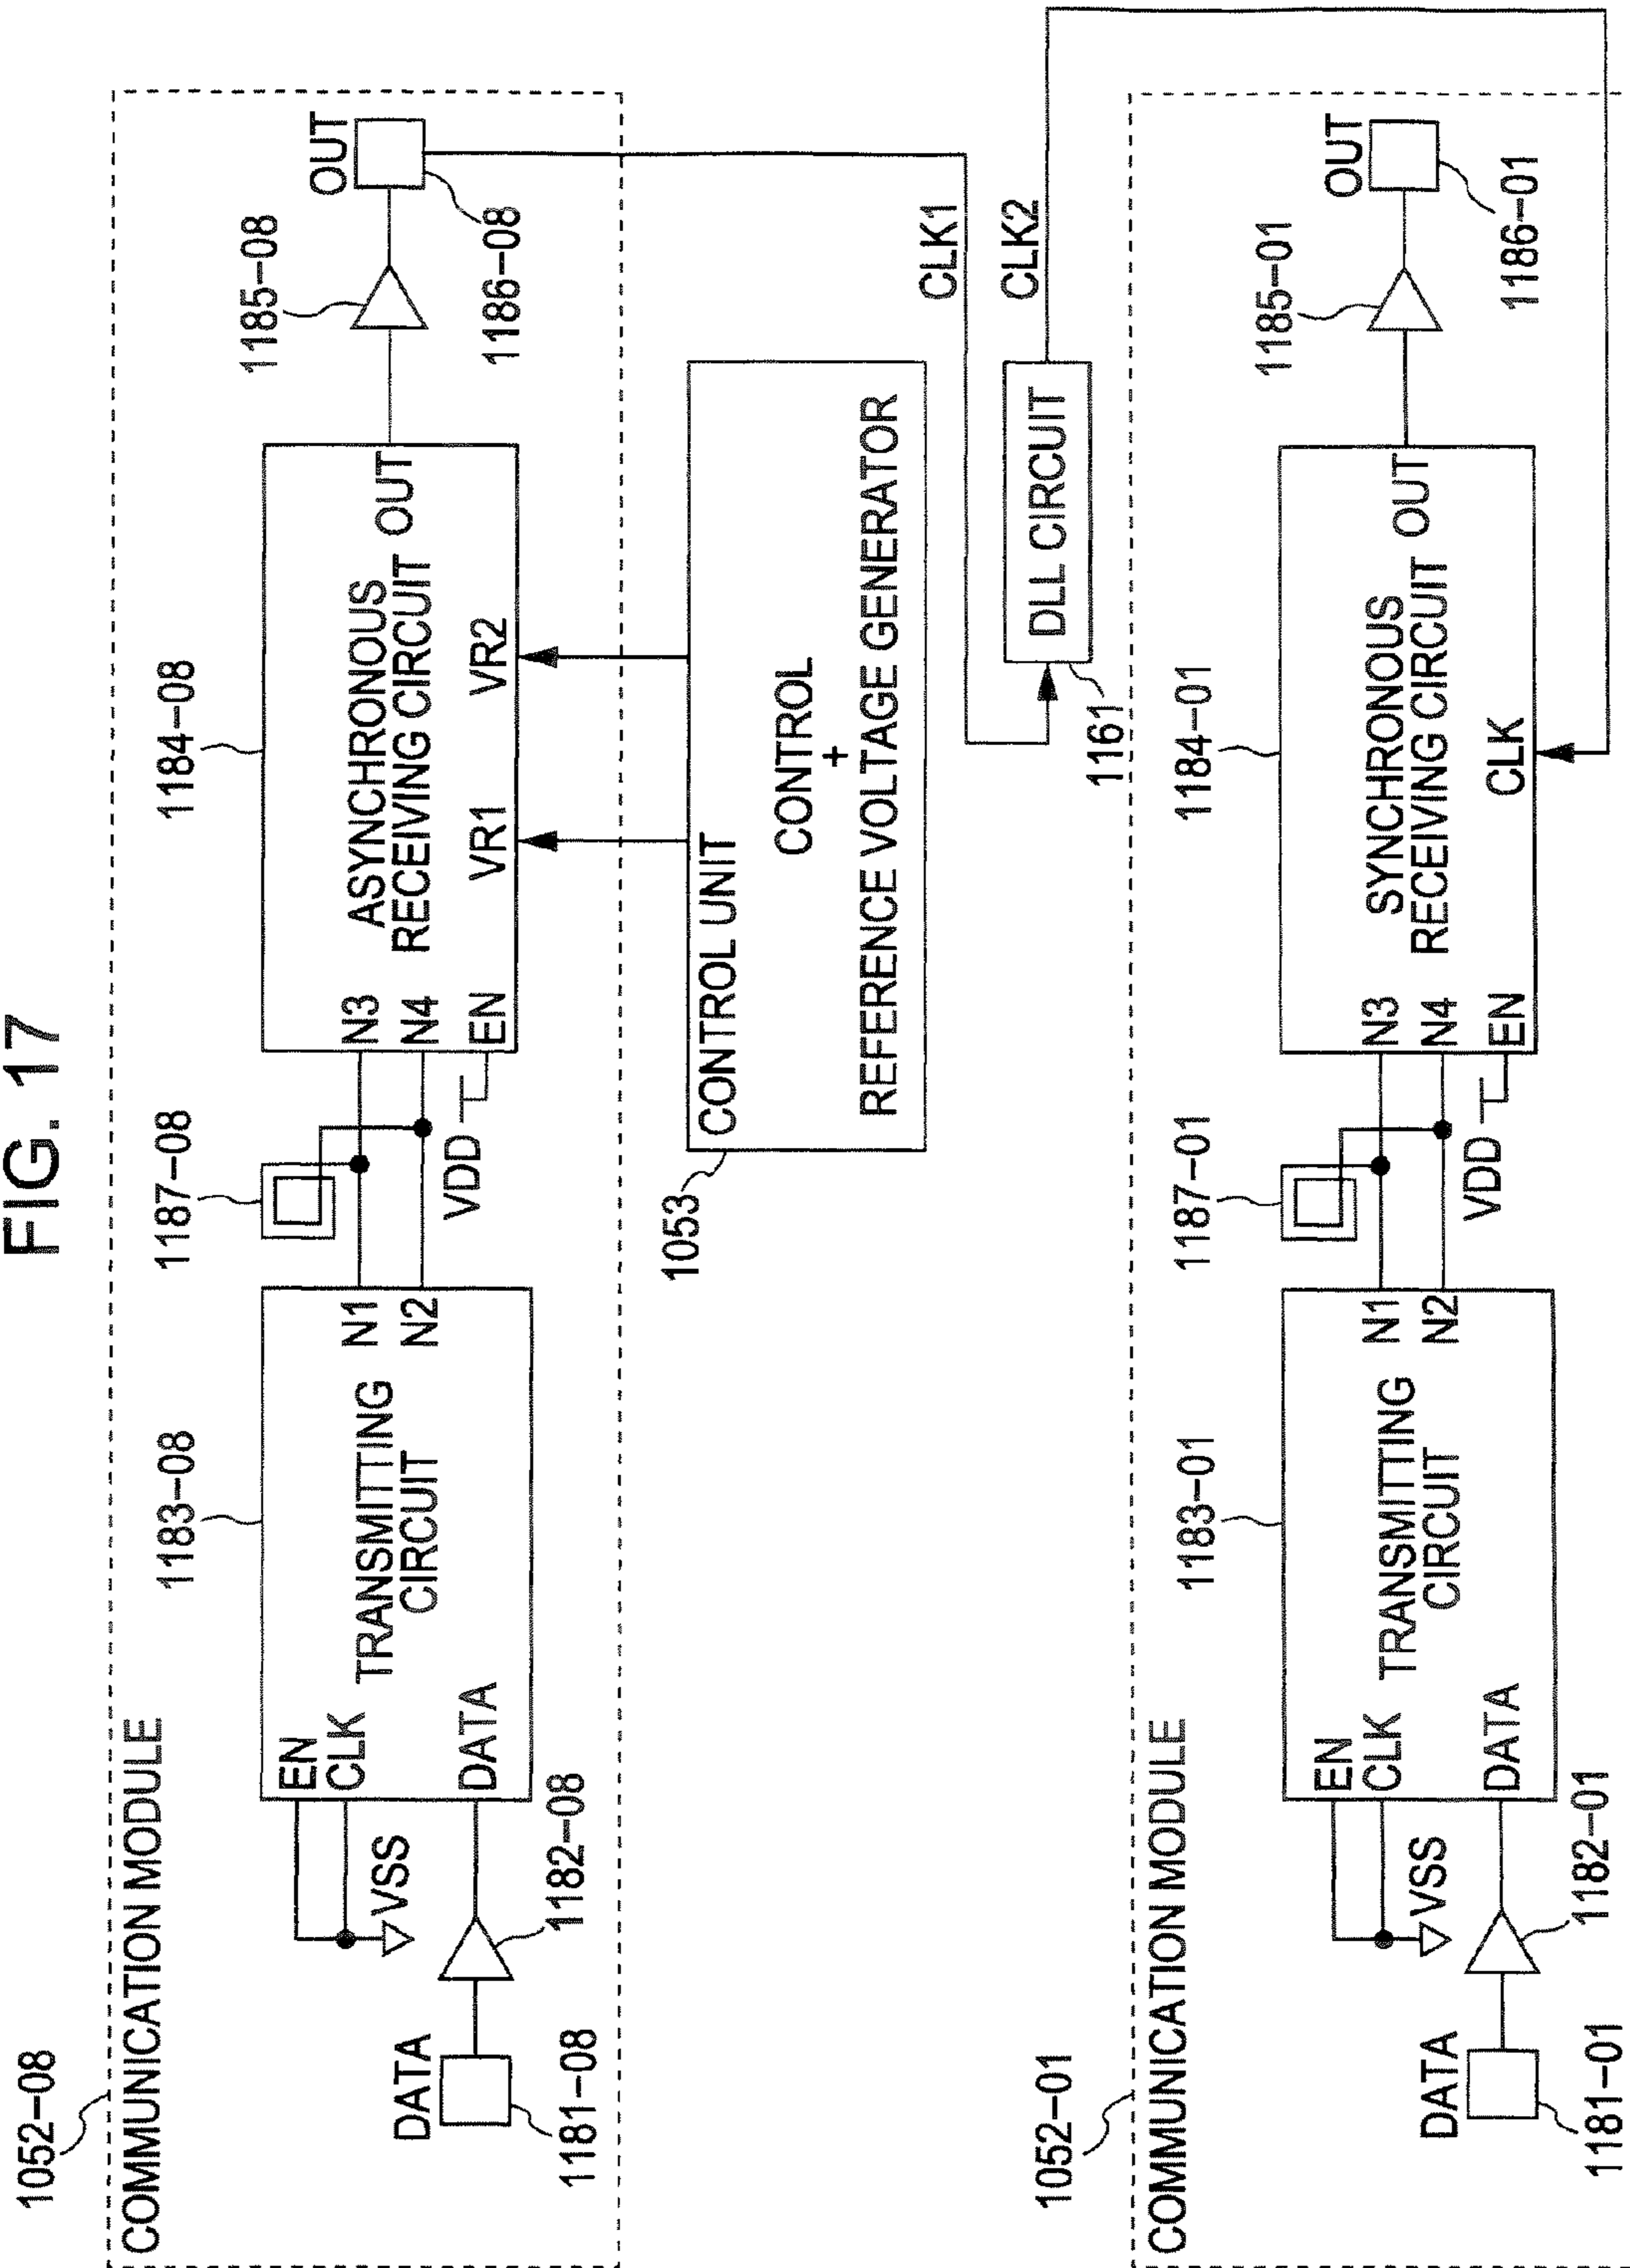 FIG. 17
1052–08
COMMUNICATION MODULE
1183–08
1187–08
1184–08
1185–08
OUT
EN
CLK
VSS
TRANSMITTING
CIRCUIT
N1
N2
DATA
DATA
1181–08
1182–08
N3
N4
EN
VDD
ASYNCHRONOUS
RECEIVING CIRCUIT
OUT
VR1
VR2
1186–08
1053
CONTROL UNIT
CONTROL
+
REFERENCE VOLTAGE GENERATOR
CLK1
CLK2
DLL CIRCUIT
1161
1052–01
COMMUNICATION MODULE
1183–01
1187–01
1184–01
1185–01
OUT
EN
CLK
VSS
TRANSMITTING
CIRCUIT
N1
N2
DATA
DATA
1181–01
1182–01
N3
N4
EN
VDD
SYNCHRONOUS
RECEIVING CIRCUIT
OUT
CLK
1186–01